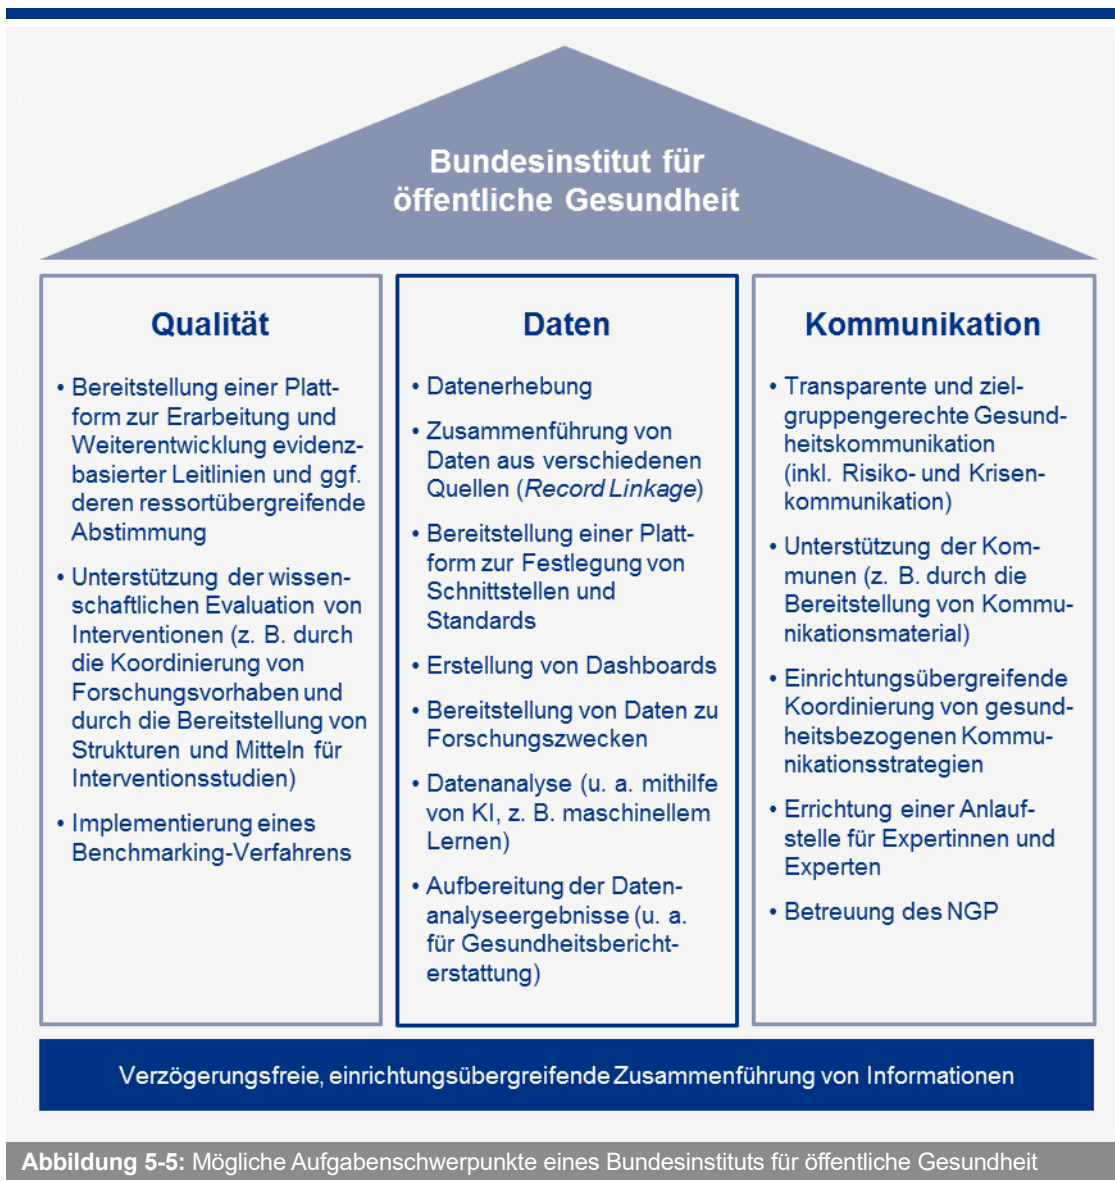 Bundesinstitut für
öffentliche Gesundheit
Qualität
• Bereitstellung einer Platt-
form zur Erarbeitung und
Weiterentwicklung evidenz-
basierter Leitlinien und ggf.
deren ressortübergreifende
Abstimmung
• Unterstützung der wissen-
schaftlichen Evaluation von
Interventionen (z. B. durch
die Koordinierung von
Forschungsvorhaben und
durch die Bereitstellung von
Strukturen und Mitteln für
Interventionsstudien)
• Implementierung eines
Benchmarking-Verfahrens
Daten
• Datenerhebung
• Zusammenführung von
Daten aus verschiedenen
Quellen (Record Linkage)
• Bereitstellung einer Platt-
form zur Festlegung von
Schnittstellen und
Standards
• Erstellung von Dashboards
• Bereitstellung von Daten zu
Forschungszwecken
• Datenanalyse (u. a. mithilfe
von KI, z. B. maschinellem
Lernen)
• Aufbereitung der Daten-
analyseergebnisse (u. a.
für Gesundheitsbericht-
erstattung)
Kommunikation
• Transparente und ziel-
gruppengerechte Gesund-
heitskommunikation
(inkl. Risiko- und Krisen-
kommunikation)
• Unterstützung der Kom-
munen (z. B. durch die
Bereitstellung von Kommu-
nikationsmaterial)
• Einrichtungsübergreifende
Koordinierung von gesund-
heitsbezogenen Kommu-
nikationsstrategien
• Errichtung einer Anlauf-
stelle für Expertinnen und
Experten
• Betreuung des NGP
Verzögerungsfreie, einrichtungsübergreifende Zusammenführung von Informationen
Abbildung 5-5: Mögliche Aufgabenschwerpunkte eines Bundesinstituts für öffentliche Gesundheit